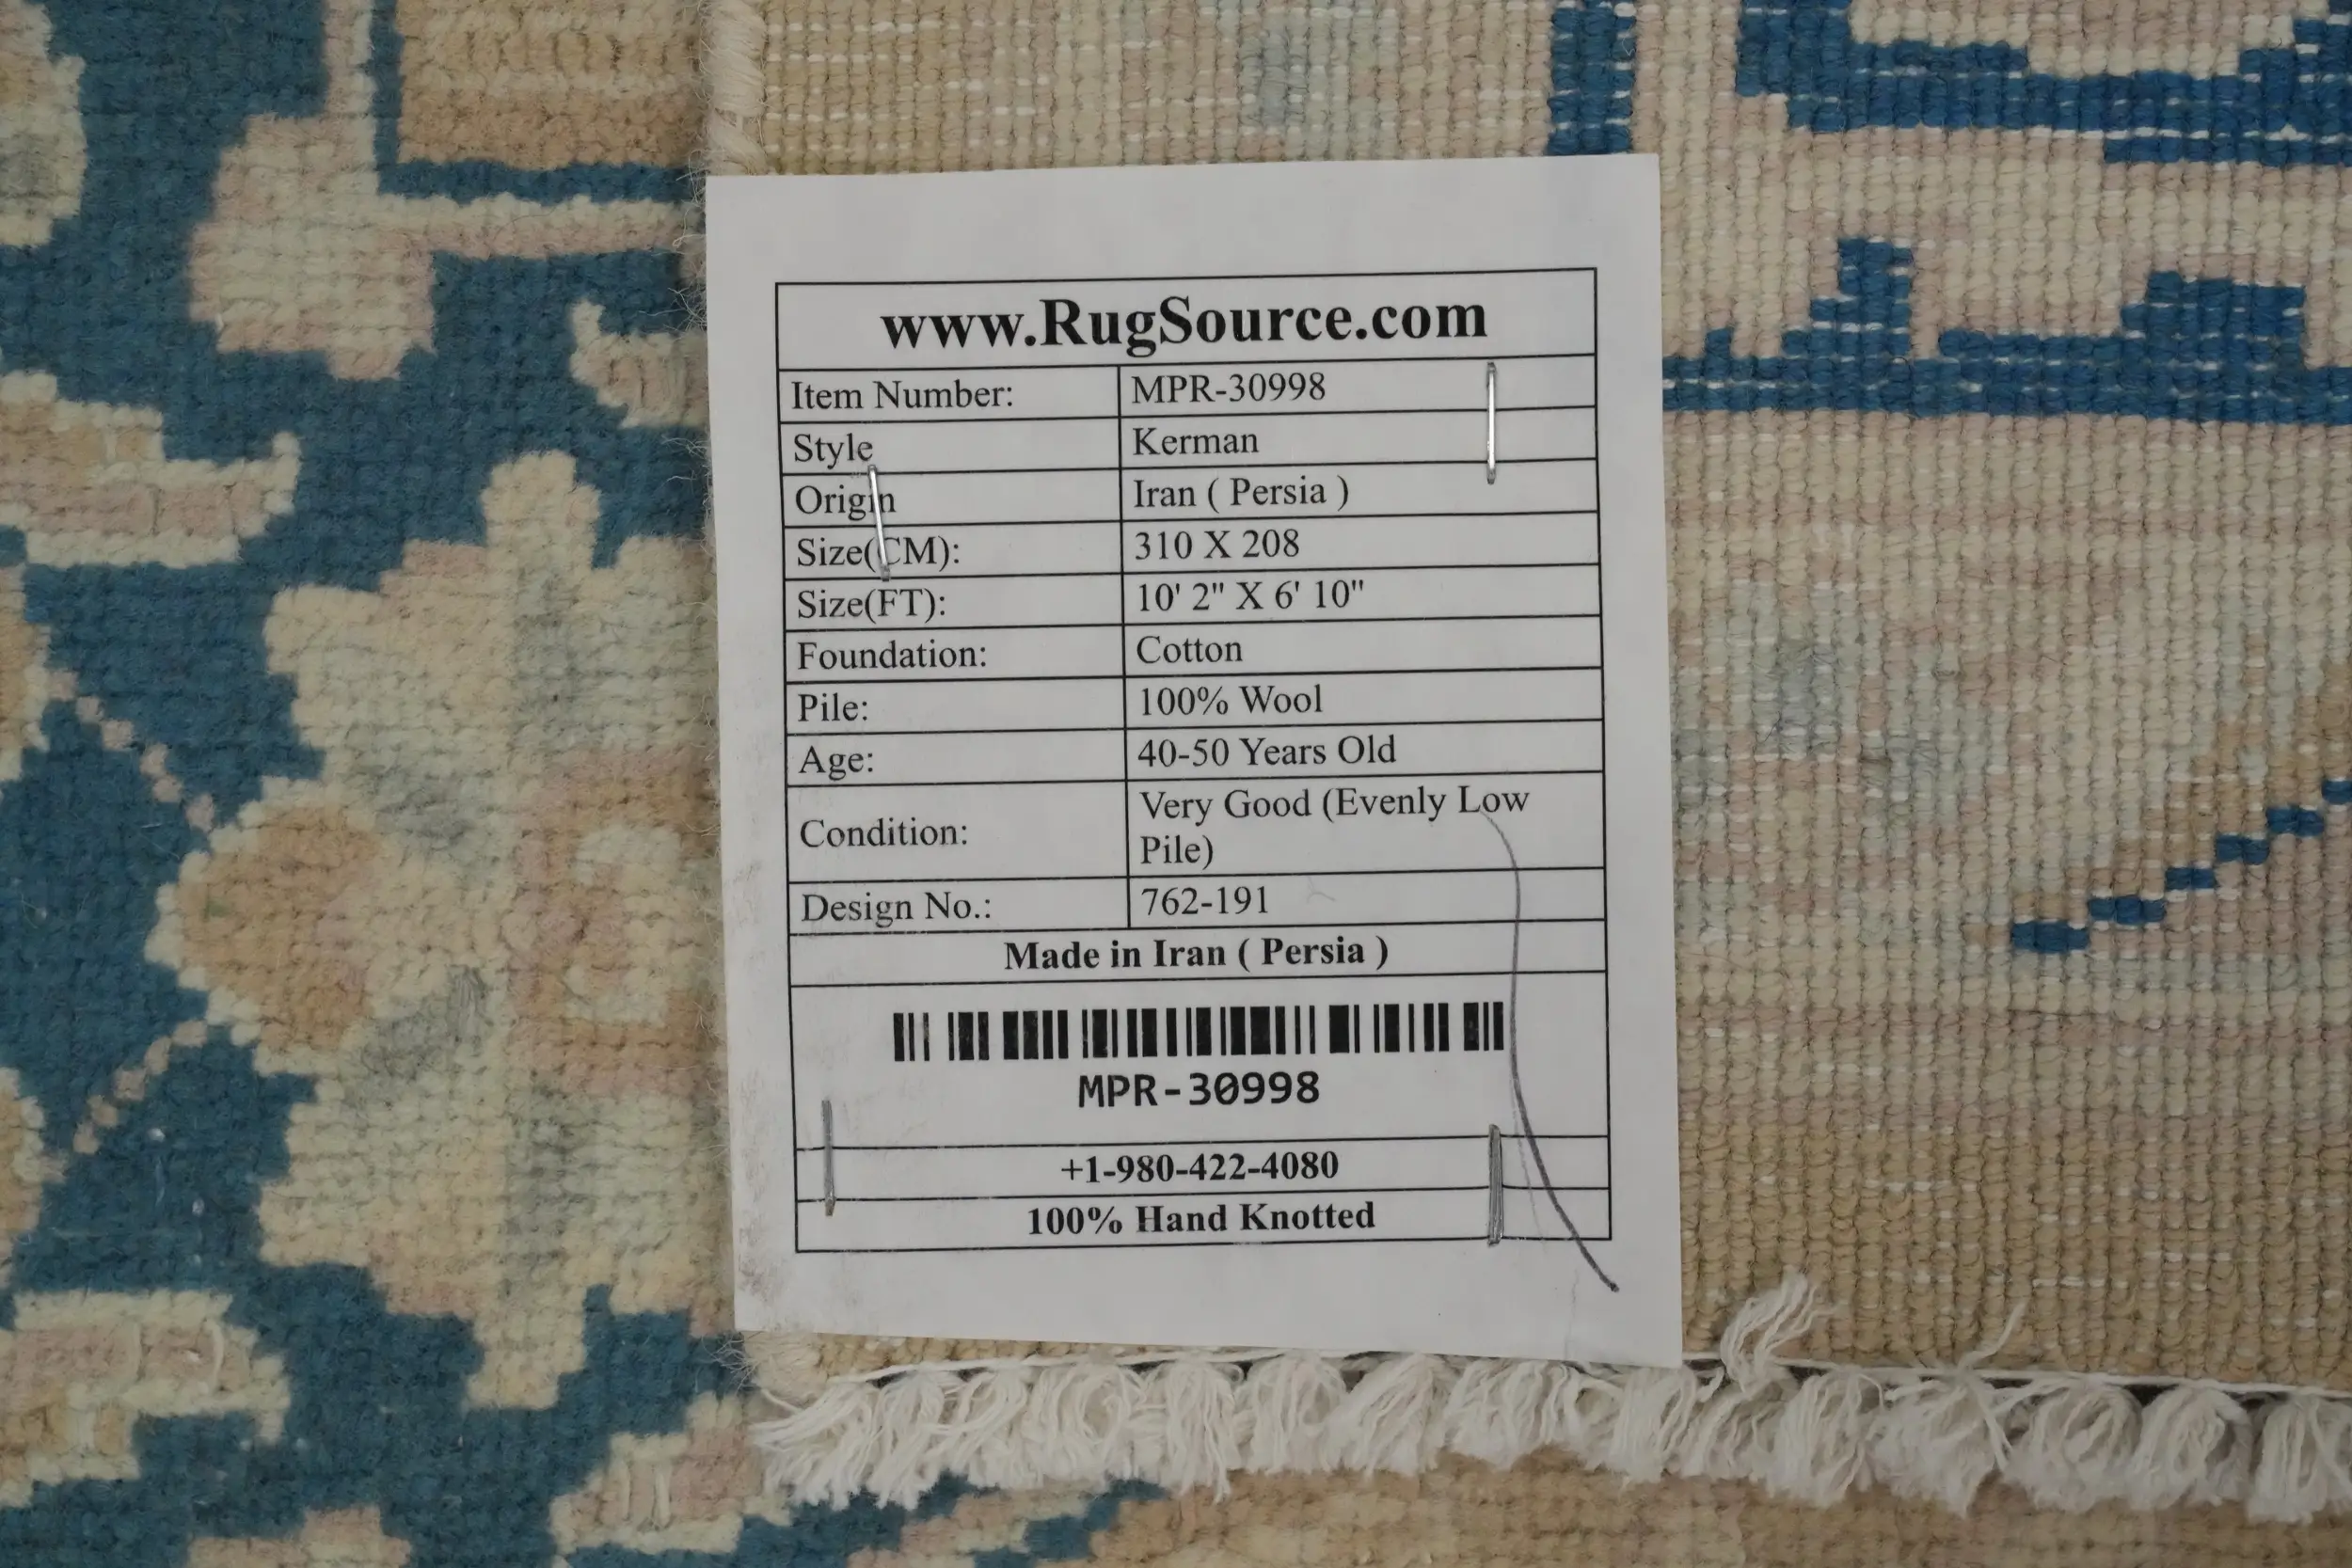 www.RugSource.com
Item Number: MPR-30998
Style Kerman
Origin Iran ( Persia )
Size(CM): 310 X 208
Size(FT): 10' 2" X 6' 10"
Foundation: Cotton
Pile: 100% Wool
Age: 40-50 Years Old
Condition: Very Good (Evenly Low
Pile)
Design No.: 762-191
Made in Iran ( Persia )
MPR-30998
+1-980-422-4080
100% Hand Knotted